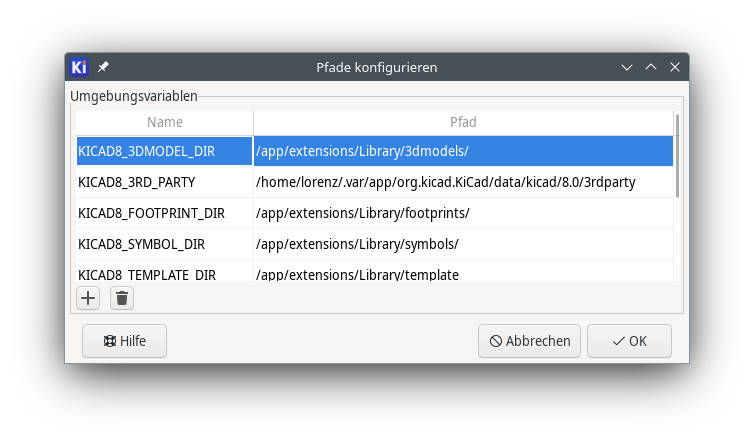 Ki Pfade konfigurieren
Umgebungsvariablen
Name Pfad
KICAD8_3DMODEL_DIR /app/extensions/Library/3dmodels/
KICAD8_3RD_PARTY /home/lorenz/.var/app/org.kicad.KiCad/data/kicad/8.0/3rdparty
KICAD8_FOOTPRINT_DIR /app/extensions/Library/footprints/
KICAD8_SYMBOL_DIR /app/extensions/Library/symbols/
KICAD8_TEMPLATE_DIR /app/extensions/Library/template
Hilfe Abbrechen OK